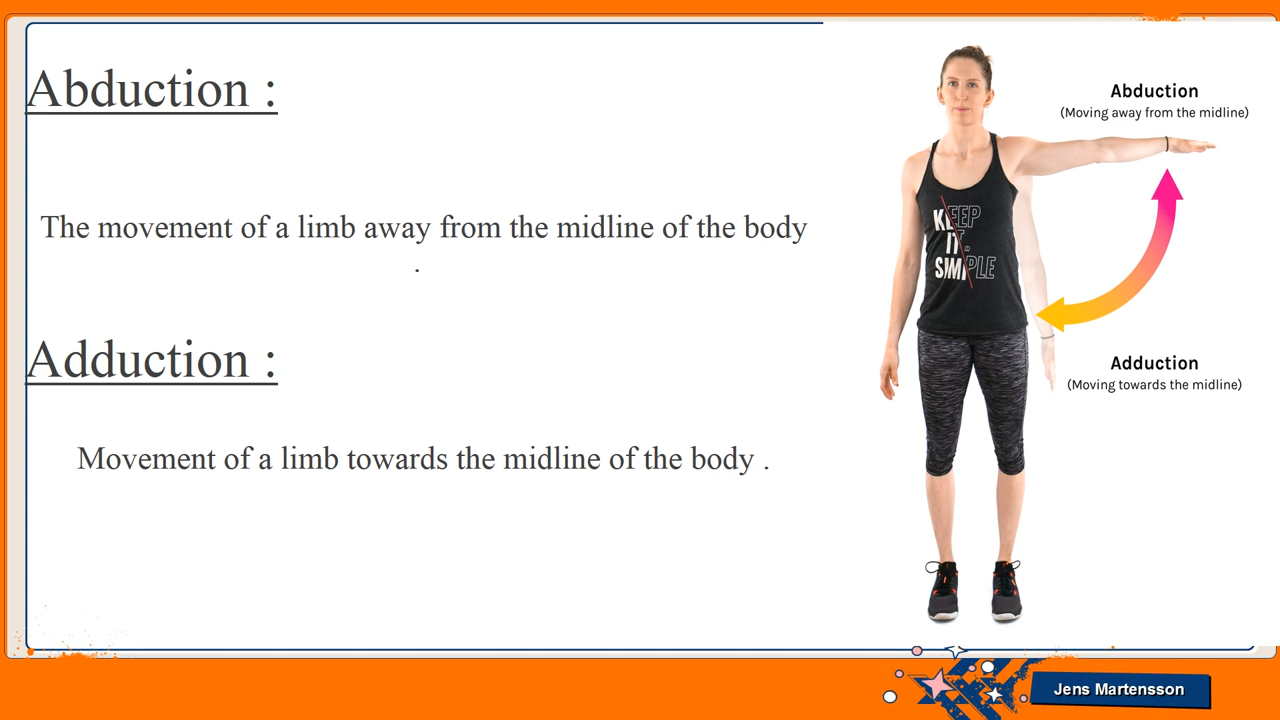 Abduction :
The movement of a limb away from the midline of the body
.
Adduction :
Movement of a limb towards the midline of the body .
Abduction
(Moving away from the midline)
KEEP
IT.
SIMPLE
Adduction
(Moving towards the midline)
Jens Martensson